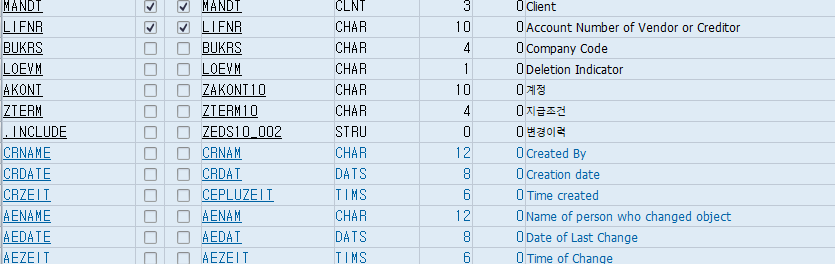 MANDT MANDT CLNT 3 0 Client
LIFNR LIFNR CHAR 10 0 Account Number of Vendor or Creditor
BUKRS BUKRS CHAR 4 0 Company Code
LOEVM LOEVM CHAR 1 0 Deletion Indicator
AKONT ZAKONT10 CHAR 10 0 계정
ZTERM ZTERM10 CHAR 4 0 지급조건
.INCLUDE ZEDS10_002 STRU 0 0 변경이력
CRNAME CRNAM CHAR 12 0 Created By
CRDATE CRDAT DATS 8 0 Creation date
CRZEIT CEPLUZEIT TIMS 6 0 Time created
AENAME AENAM CHAR 12 0 Name of person who changed object
AEDATE AEDAT DATS 8 0 Date of Last Change
AEZEIT AEZEIT TIMS 6 0 Time of Change